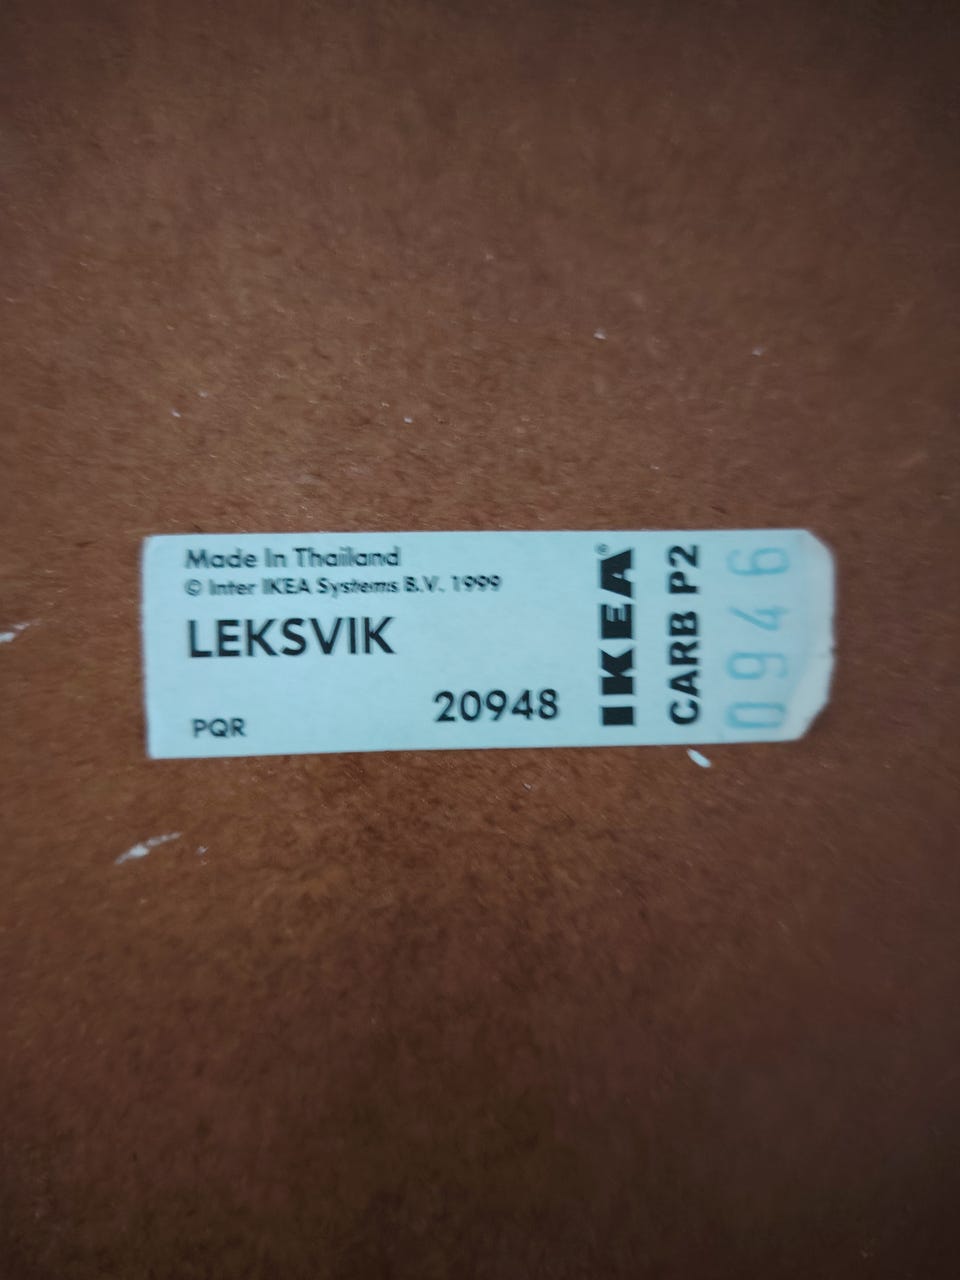 Made In Thailand
© Inter IKEA Systems B.V. 1999
LEKSVIK
20948
PQR
IKEA®
CARB P2
0946